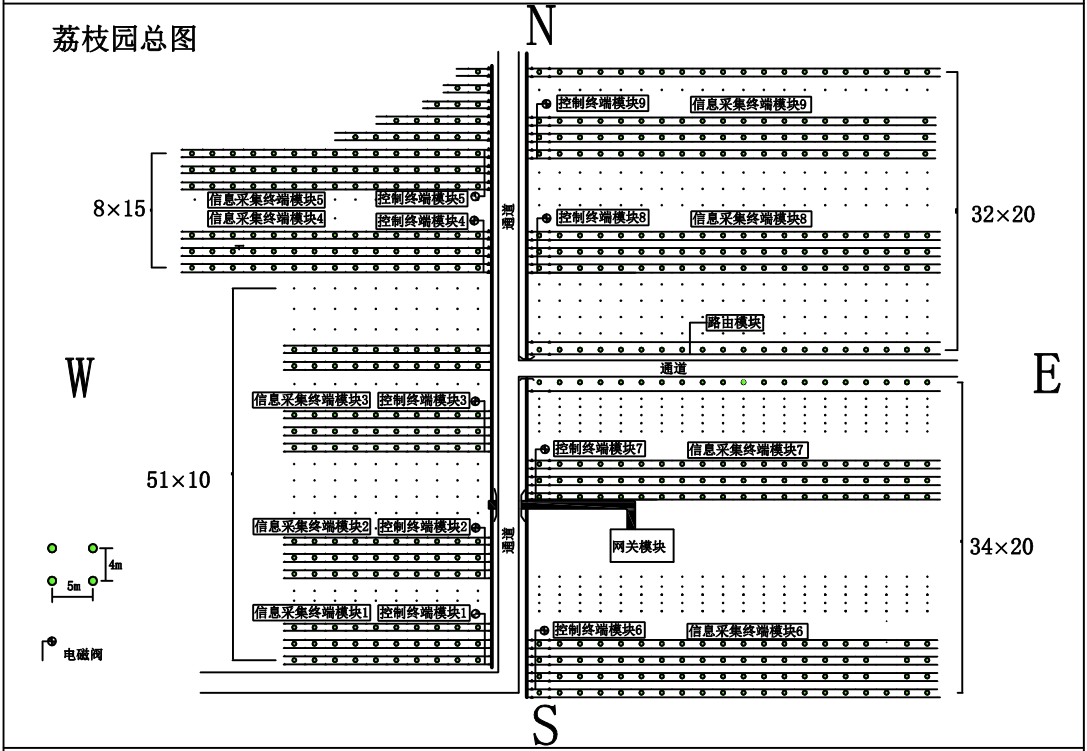 荔枝园总图
N
控制终端模块9 信息采集终端模块9
8×15
信息采集终端模块5 控制终端模块5
信息采集终端模块4 控制终端模块4
通道
控制终端模块8 信息采集终端模块8
32×20
路由模块
通道
W
E
信息采集终端模块3 控制终端模块3
控制终端模块7 信息采集终端模块7
51×10
信息采集终端模块2 控制终端模块2
通道
网关模块
34×20
4m
5m
信息采集终端模块1 控制终端模块1
控制终端模块6 信息采集终端模块6
电磁阀
S